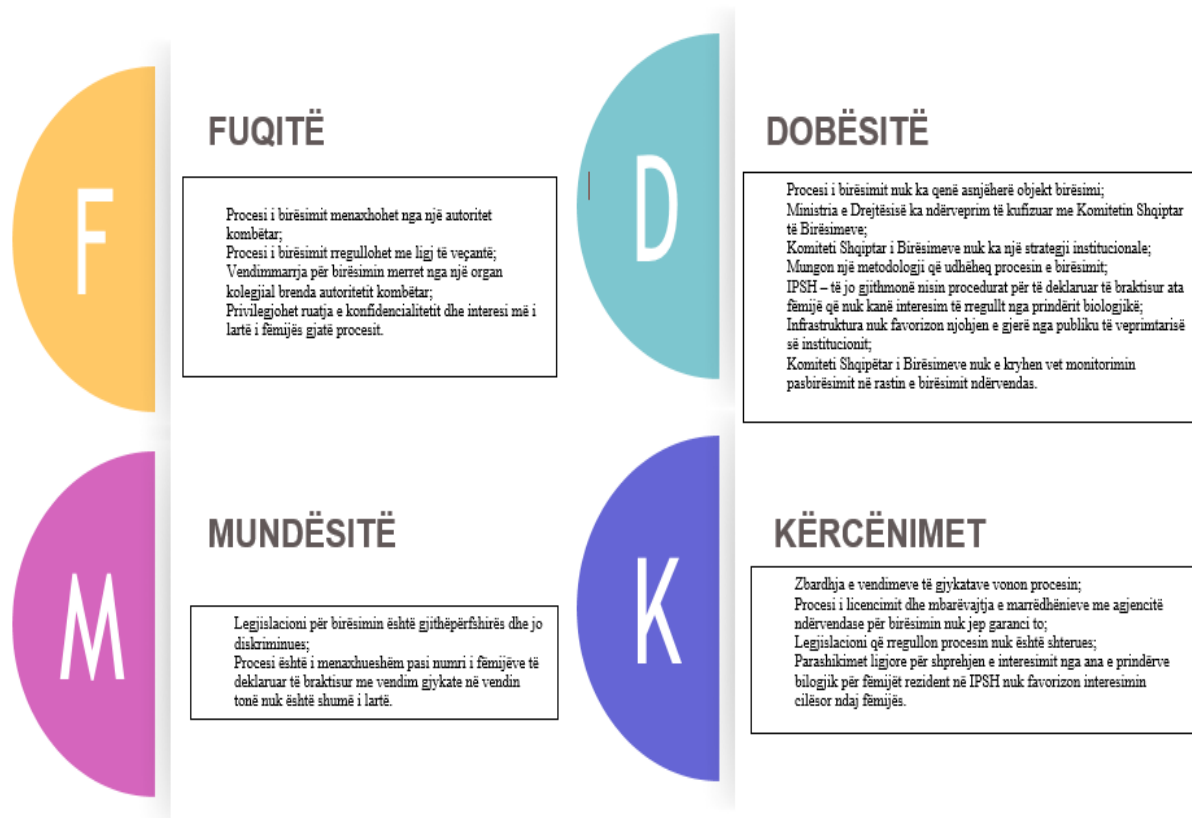 F
FUQITË
Procesi i birësimit menaxhohet nga një autoritet
kombëtar;
Procesi i birësimit rregullohet me ligj të veçantë;
Vendimmarrja për birësimin merret nga një organ
kolegjial brenda autoritetit kombëtar;
Privilegjohet ruatja e konfidencialitetit dhe interesi më i
lartë i fëmijës gjatë procesit.
D
DOBËSITË
Procesi i birësimit nuk ka qenë asnjëherë objekt birësimi;
Ministria e Drejtësisë ka ndërveprim të kufizuar me Komitetin Shqiptar
të Birësimeve;
Komiteti Shqiptar i Birësimeve nuk ka një strategji institucionale;
Mungon një metodologji që udhëheq procesin e birësimit;
IPSH – të jo gjithmonë nisin procedurat për të deklaruar të braktisur ata
fëmijë që nuk kanë interesim të rregullt nga prindërit biologjikë;
Infrastruktura nuk favorizon njohjen e gjerë nga publiku të veprimtarisë
së institucionit;
Komiteti Shqipëtar i Birësimeve nuk e kryhen vet monitorimin
pasbirësimit në rastin e birësimit ndërvendas.
M
MUNDËSITË
Legjislacioni për birësimin është gjithëpërfshirës dhe jo
diskriminues;
Procesi është i menaxhueshëm pasi numri i fëmijëve të
deklaruar të braktisur me vendim gjykate në vendin
tonë nuk është shumë i lartë.
K
KËRCËNIMET
Zbardhja e vendimeve të gjykatave vonon procesin;
Procesi i licencimit dhe mbarëvajtja e marrëdhënieve me agjencitë
ndërvendase për birësimin nuk jep garanci to;
Legjislacioni që rregullon procesin nuk është shterues;
Parashikimet ligjore për shprehjen e interesimit nga ana e prindërve
bilogjik për fëmijët rezident në IPSH nuk favorizon interesimin
cilësor ndaj fëmijës.